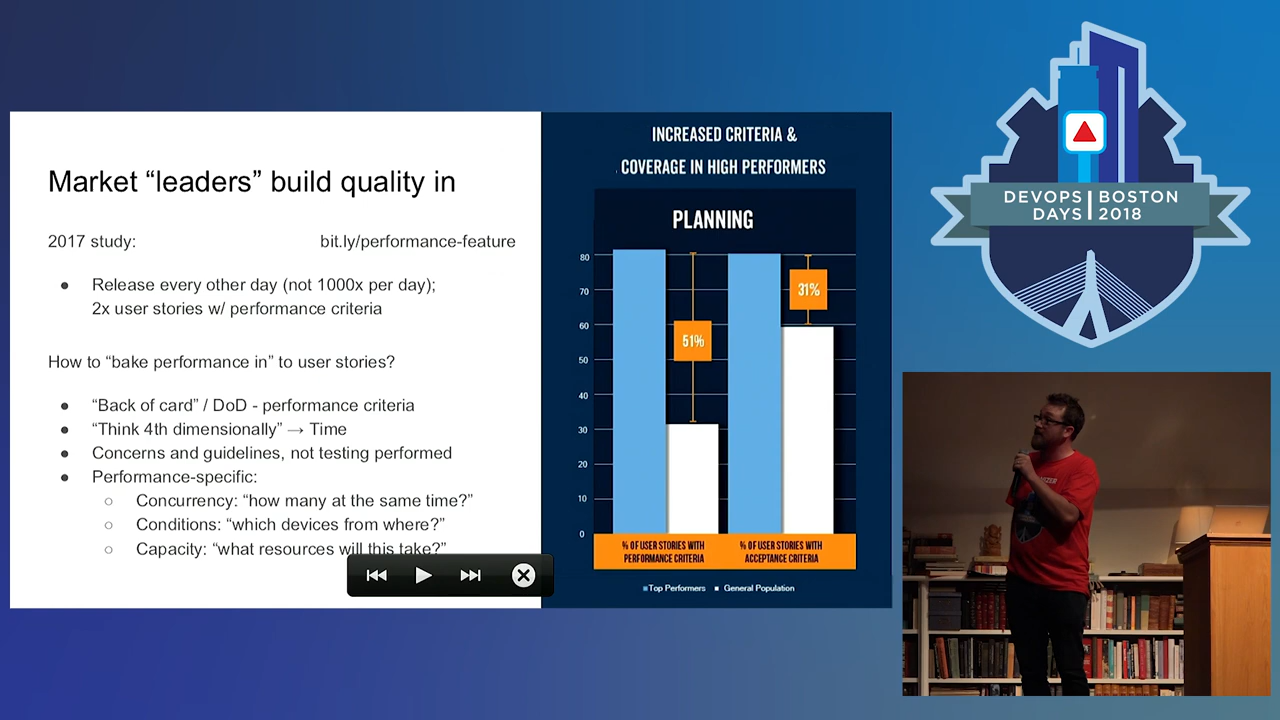 Market “leaders” build quality in
2017 study: bit.ly/performance-feature
● Release every other day (not 1000x per day);
2x user stories w/ performance criteria
How to “bake performance in” to user stories?
● “Back of card” / DoD - performance criteria
● “Think 4th dimensionally” → Time
● Concerns and guidelines, not testing performed
● Performance-specific:
○ Concurrency: “how many at the same time?”
○ Conditions: “which devices from where?”
○ Capacity: “what resources will this take?”
INCREASED CRITERIA &
COVERAGE IN HIGH PERFORMERS
PLANNING
80
70
60
50
40
30
20
10
0
51%
31%
% OF USER STORIES WITH
PERFORMANCE CRITERIA
% OF USER STORIES WITH
ACCEPTANCE CRITERIA
Top Performers
General Population
DEVOPS
DAYS
BOSTON
2018